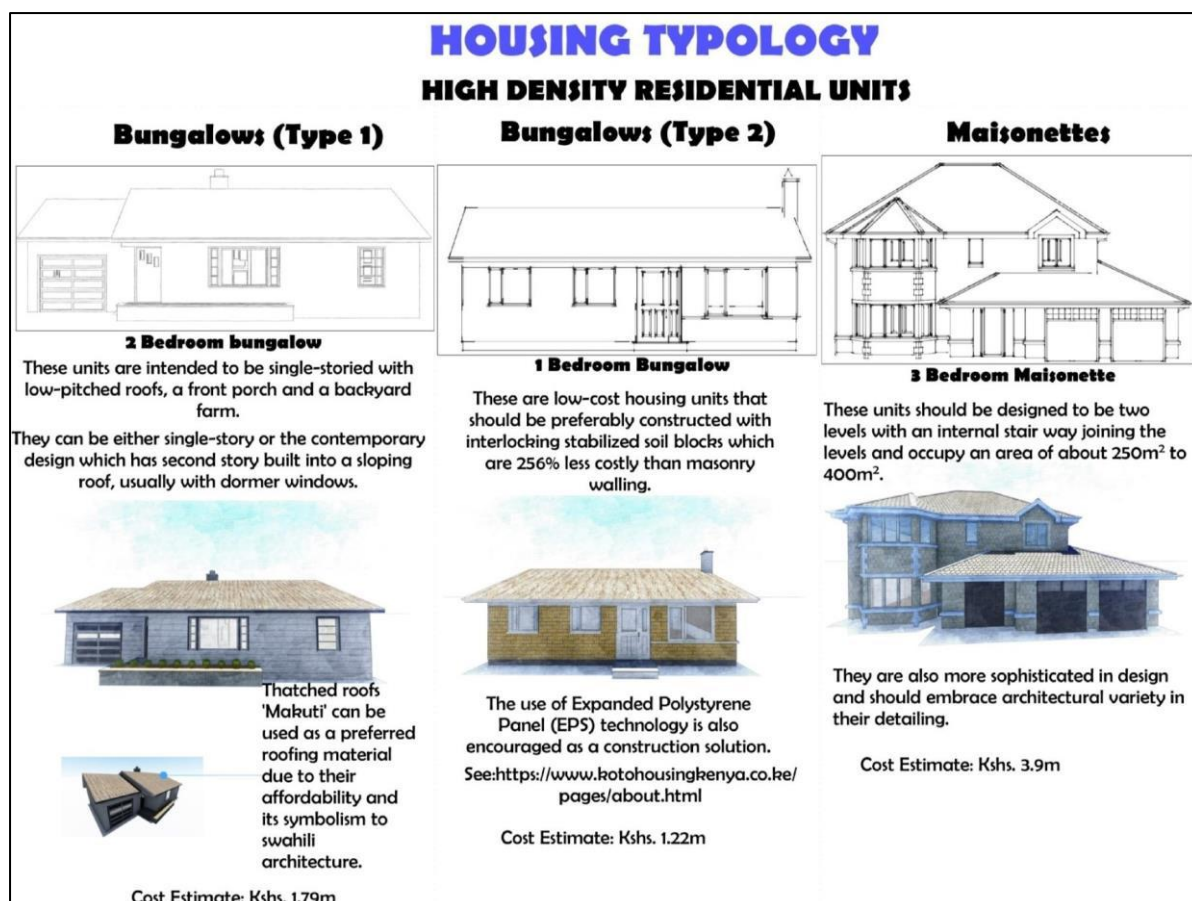 HOUSING TYPOLOGY
HIGH DENSITY RESIDENTIAL UNITS
Bungalows (Type 1)
2 Bedroom bungalow
These units are intended to be single-storied with
low-pitched roofs, a front porch and a backyard
farm.
They can be either single-story or the contemporary
design which has second story built into a sloping
roof, usually with dormer windows.
Thatched roofs
'Makuti' can be
used as a preferred
roofing material
due to their
affordability and
its symbolism to
swahili
architecture.
Cost Estimate: Kshs. 1.79m
Bungalows (Type 2)
1 Bedroom Bungalow
These are low-cost housing units that
should be preferably constructed with
interlocking stabilized soil blocks which
are 256% less costly than masonry
walling.
The use of Expanded Polystyrene
Panel (EPS) technology is also
encouraged as a construction solution.
See:https://www.kotohousingkenya.co.ke/
pages/about.html
Cost Estimate: Kshs. 1.22m
Maisonettes
3 Bedroom Maisonette
These units should be designed to be two
levels with an internal stair way joining the
levels and occupy an area of about 250m² to
400m².
They are also more sophisticated in design
and should embrace architectural variety in
their detailing.
Cost Estimate: Kshs. 3.9m